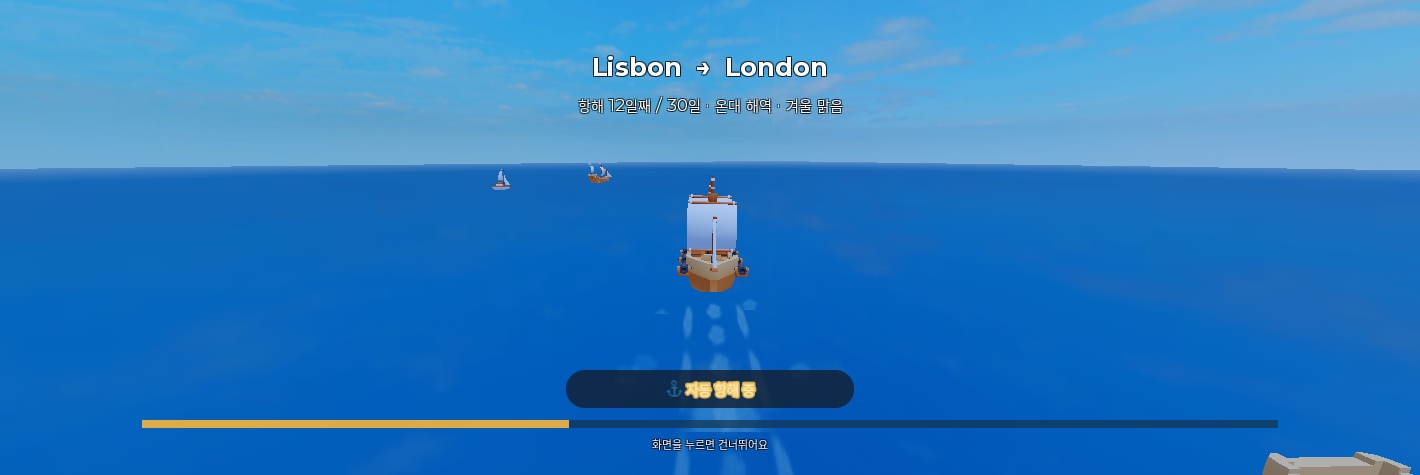 Lisbon → London
항해 12일째 / 30일 · 온대 해역 · 겨울 맑음
⚓ 자동 항해 중
화면을 누르면 건너뛰어요